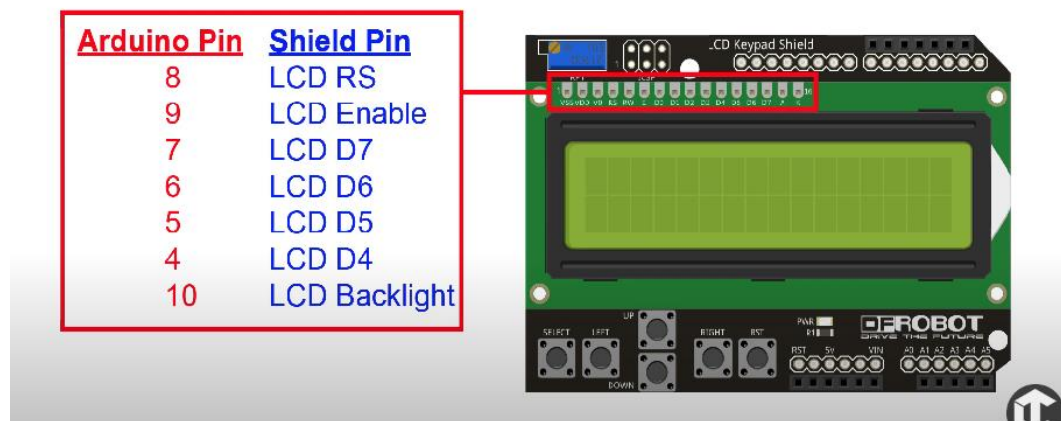 Arduino Pin Shield Pin
8 LCD RS
9 LCD Enable
7 LCD D7
6 LCD D6
5 LCD D5
4 LCD D4
10 LCD Backlight
LCD Keypad Shield
1 16
VSS VDD V0 RS RW E D0 D1 D2 D3 D4 D5 D6 D7 A K
SELECT LEFT UP RIGHT RST
DOWN
PWR
R1
DFROBOT
DRIVE THE FUTURE
RST 5V VIN A0 A1 A2 A3 A4 A5